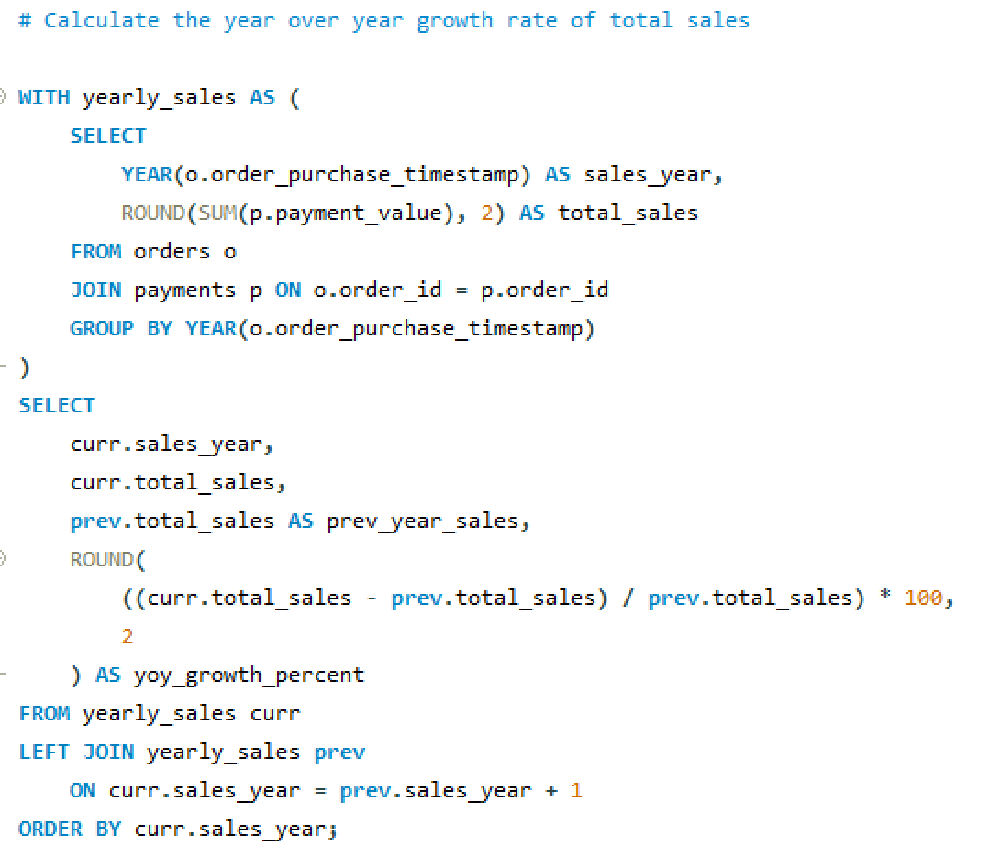 # Calculate the year over year growth rate of total sales
WITH yearly_sales AS (
    SELECT
        YEAR(o.order_purchase_timestamp) AS sales_year,
        ROUND(SUM(p.payment_value), 2) AS total_sales
    FROM orders o
    JOIN payments p ON o.order_id = p.order_id
    GROUP BY YEAR(o.order_purchase_timestamp)
)
SELECT
    curr.sales_year,
    curr.total_sales,
    prev.total_sales AS prev_year_sales,
    ROUND(
        ((curr.total_sales - prev.total_sales) / prev.total_sales) * 100,
        2
    ) AS yoy_growth_percent
FROM yearly_sales curr
LEFT JOIN yearly_sales prev
    ON curr.sales_year = prev.sales_year + 1
ORDER BY curr.sales_year;